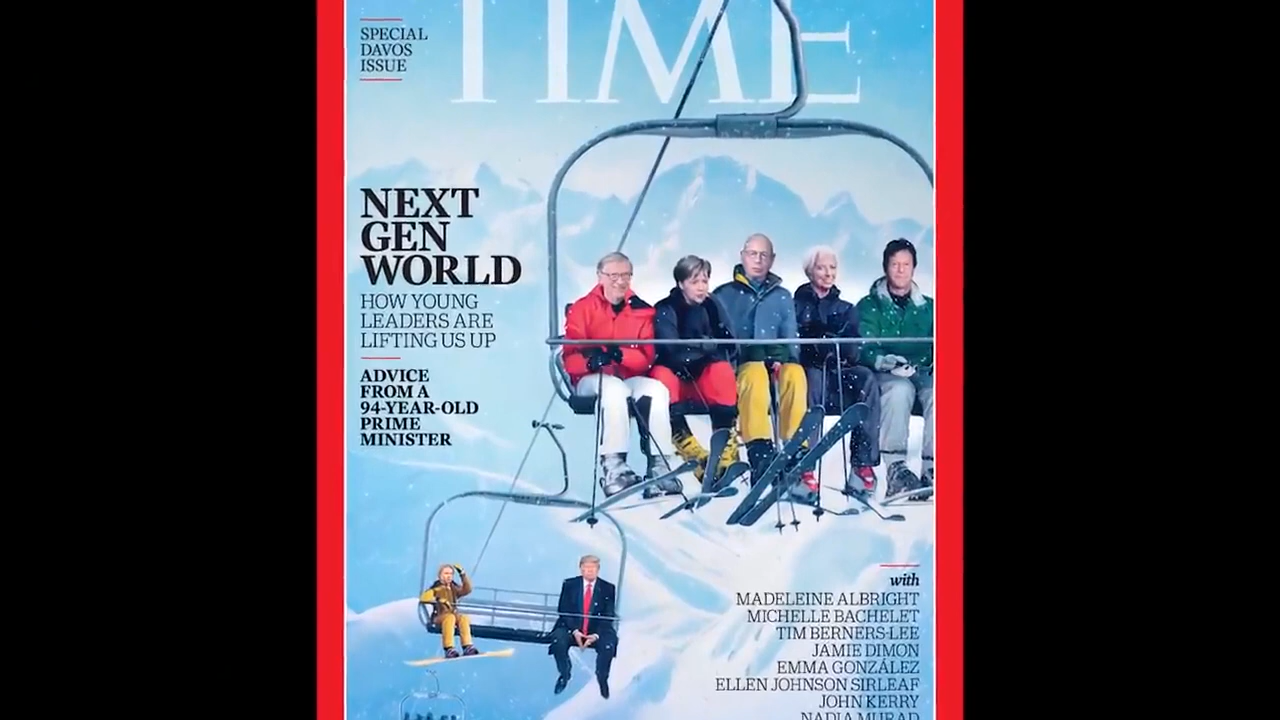 TIME
SPECIAL
DAVOS
ISSUE
NEXT
GEN
WORLD
HOW YOUNG
LEADERS ARE
LIFTING US UP
ADVICE
FROM A
94-YEAR-OLD
PRIME
MINISTER
with
MADELEINE ALBRIGHT
MICHELLE BACHELET
TIM BERNERS-LEE
JAMIE DIMON
EMMA GONZÁLEZ
ELLEN JOHNSON SIRLEAF
JOHN KERRY
NADIA MURAD